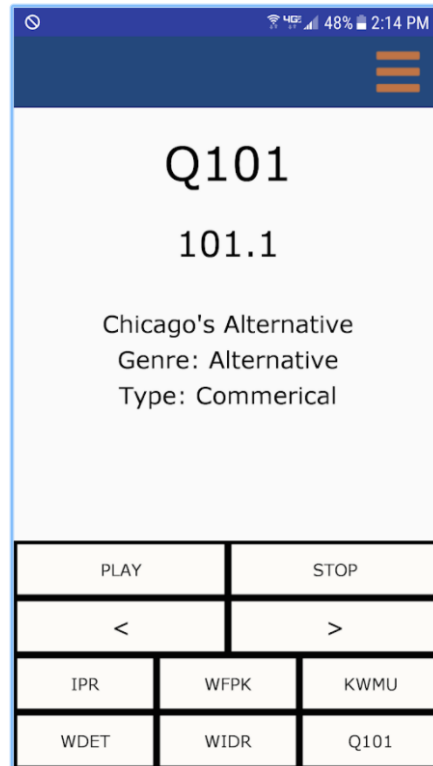 4GE 48% 2:14 PM
Q101
101.1
Chicago's Alternative
Genre: Alternative
Type: Commerical
PLAY STOP
< >
IPR WFPK KWMU
WDET WIDR Q101